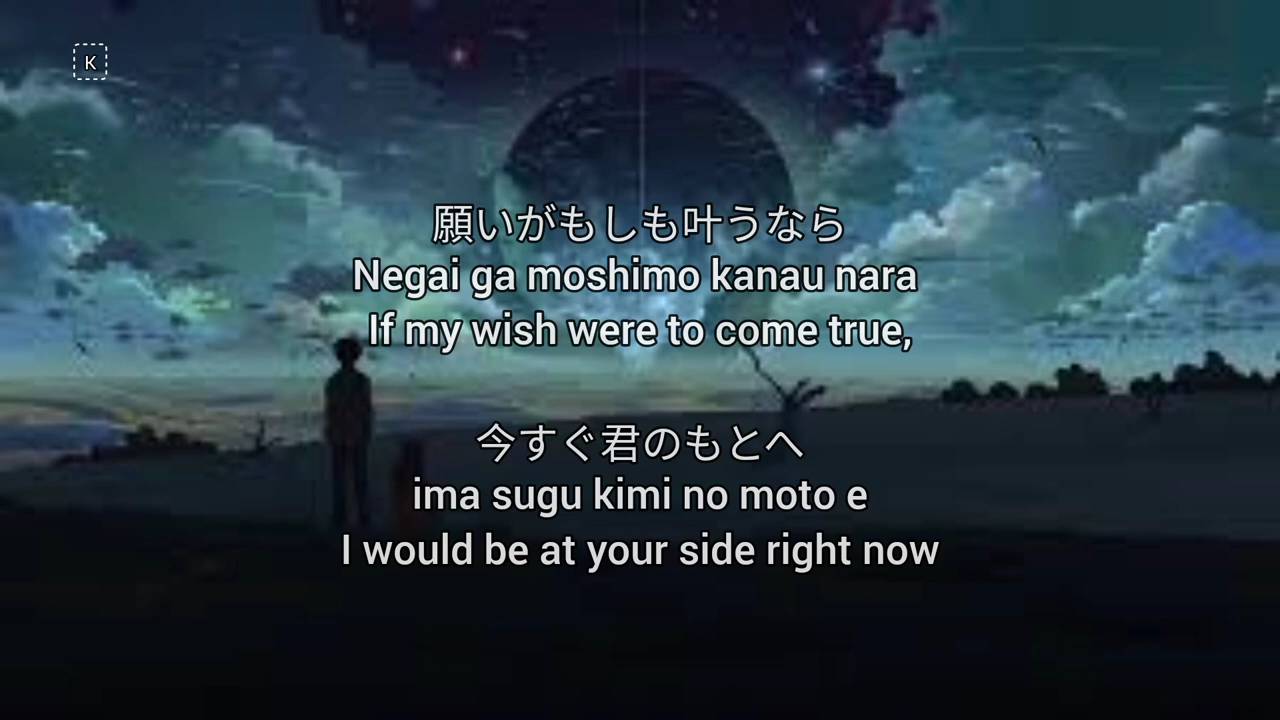 K
願いがもしも叶うなら
Negai ga moshimo kanau nara
If my wish were to come true,
今すぐ君のもとへ
ima sugu kimi no moto e
I would be at your side right now